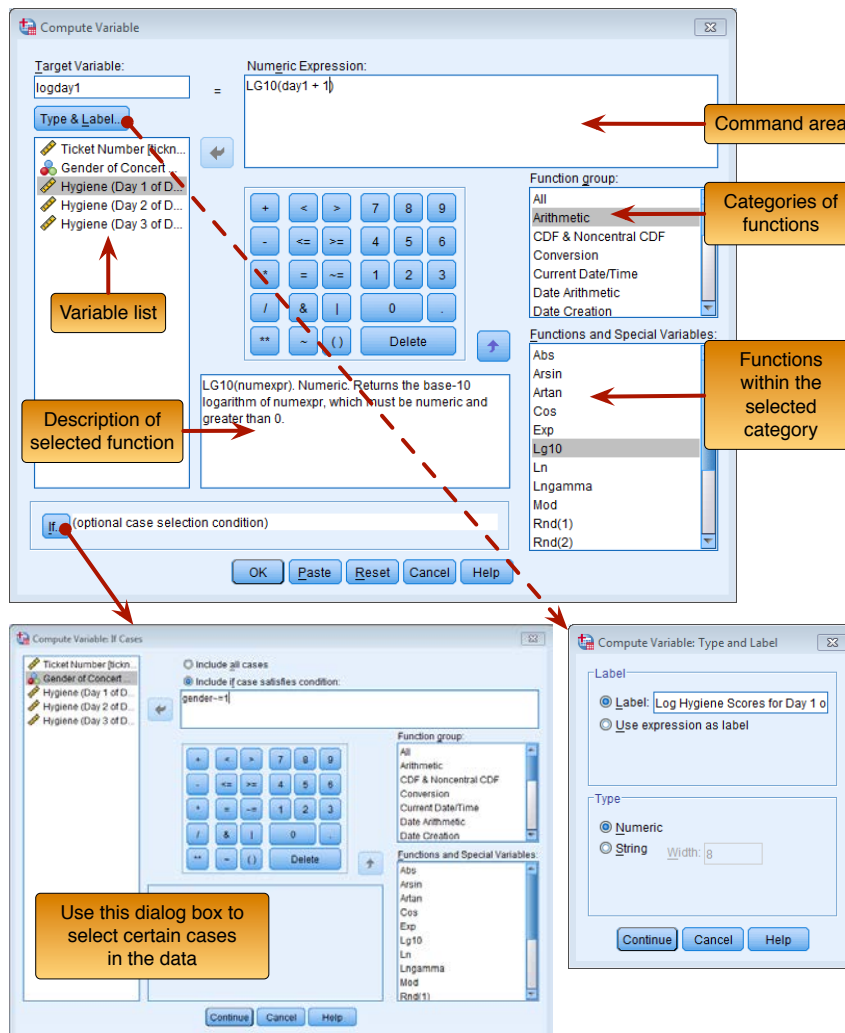 Compute Variable
Target Variable:
logday1
Type & Label...
=
Numeric Expression:
LG10(day1 + 1)
Command area
Ticket Number [tickn...
Gender of Concert ...
Hygiene (Day 1 of D...
Hygiene (Day 2 of D...
Hygiene (Day 3 of D...
Variable list
+ < > 7 8 9
- <= >= 4 5 6
* = ~= 1 2 3
/ & | 0 .
** ~ ( ) Delete
Function group:
All
Arithmetic
CDF & Noncentral CDF
Conversion
Current Date/Time
Date Arithmetic
Date Creation
Categories of
functions
Functions and Special Variables:
Abs
Arsin
Artan
Cos
Exp
Lg10
Ln
Lngamma
Mod
Rnd(1)
Rnd(2)
Functions
within the
selected
category
LG10(numexpr). Numeric. Returns the base-10
logarithm of numexpr, which must be numeric and
greater than 0.
Description of
selected function
If... (optional case selection condition)
OK Paste Reset Cancel Help
Compute Variable: If Cases
Ticket Number [tickn...
Gender of Concert ...
Hygiene (Day 1 of D...
Hygiene (Day 2 of D...
Hygiene (Day 3 of D...
Include all cases
Include if case satisfies condition:
gender~=1
+ < > 7 8 9
- <= >= 4 5 6
* = ~= 1 2 3
/ & | 0 .
** ~ ( ) Delete
Function group:
All
Arithmetic
CDF & Noncentral CDF
Conversion
Current Date/Time
Date Arithmetic
Date Creation
Functions and Special Variables:
Abs
Arsin
Artan
Cos
Exp
Lg10
Ln
Lngamma
Mod
Rnd(1)
Use this dialog box to
select certain cases
in the data
Continue Cancel Help
Compute Variable: Type and Label
Label
Label: Log Hygiene Scores for Day 1 o
Use expression as label
Type
Numeric
String Width: 8
Continue Cancel Help